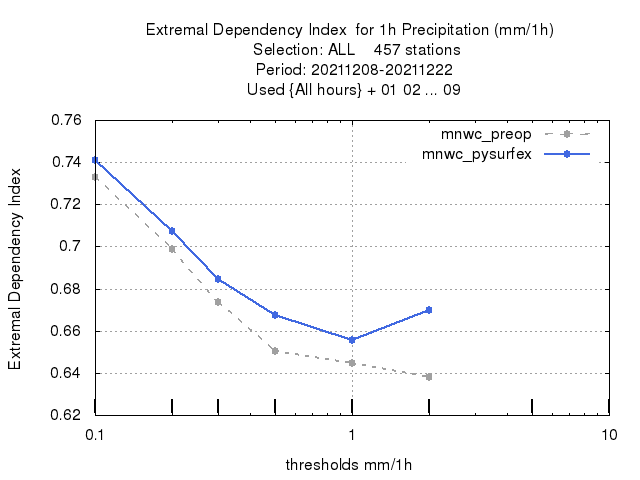 Extremal Dependency Index  for 1h Precipitation (mm/1h)
Selection: ALL    457 stations
Period: 20211208-20211222
Used {All hours} + 01 02 ... 09
mnwc_preop
mnwc_pysurfex
Extremal Dependency Index
0.76
0.74
0.72
0.7
0.68
0.66
0.64
0.62
0.1
1
10
thresholds mm/1h